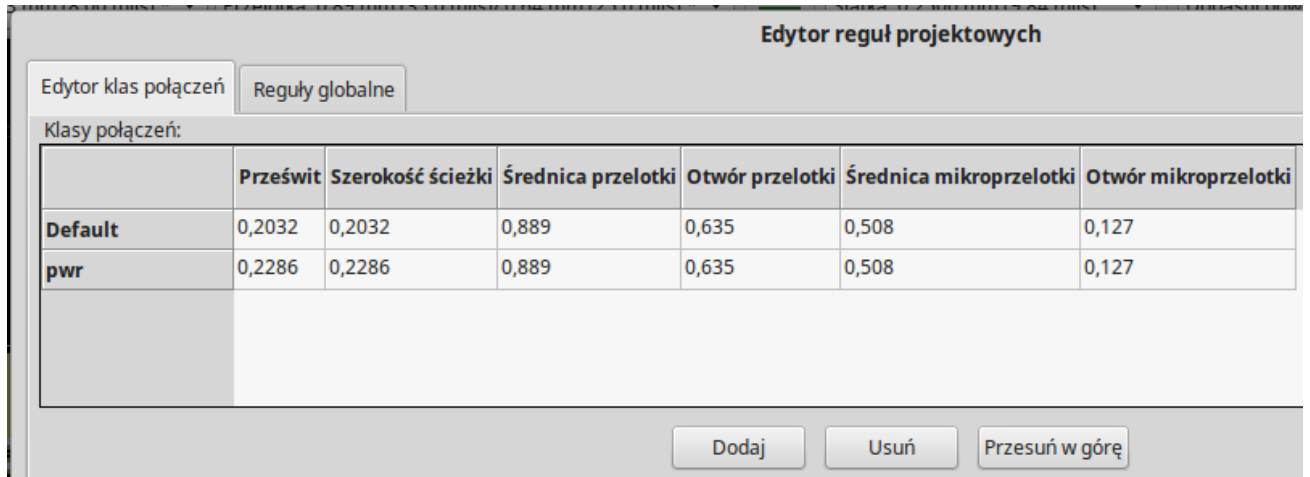 Edytor reguł projektowych
Edytor klas połączeń Reguły globalne
Klasy połączeń:
Prześwit Szerokość ścieżki Średnica przelotki Otwór przelotki Średnica mikroprzelotki Otwór mikroprzelotki
Default 0,2032 0,2032 0,889 0,635 0,508 0,127
pwr 0,2286 0,2286 0,889 0,635 0,508 0,127
Dodaj Usuń Przesuń w górę